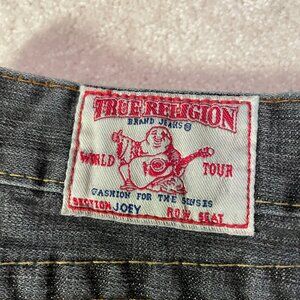 TRUE RELIGION
BRAND JEANS®
WORLD TOUR
FASHION FOR THE SENSES
SECTION JOEY ROW SEAT